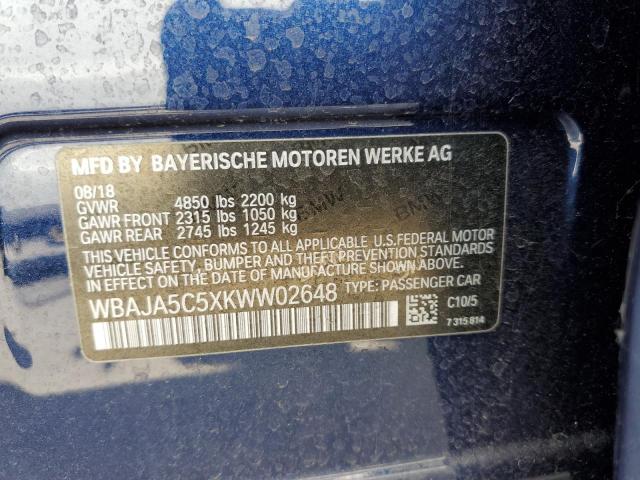 MFD BY BAYERISCHE MOTOREN WERKE AG
08/18
GVWR 4850 lbs 2200 kg
GAWR FRONT 2315 lbs 1050 kg
GAWR REAR 2745 lbs 1245 kg
THIS VEHICLE CONFORMS TO ALL APPLICABLE U.S.FEDERAL MOTOR
VEHICLE SAFETY, BUMPER, AND THEFT PREVENTION STANDARDS
IN EFFECT ON THE DATE OF MANUFACTURE SHOWN ABOVE.
WBAJA5C5XKWW02648 TYPE: PASSENGER CAR
C10/5
7 315 814